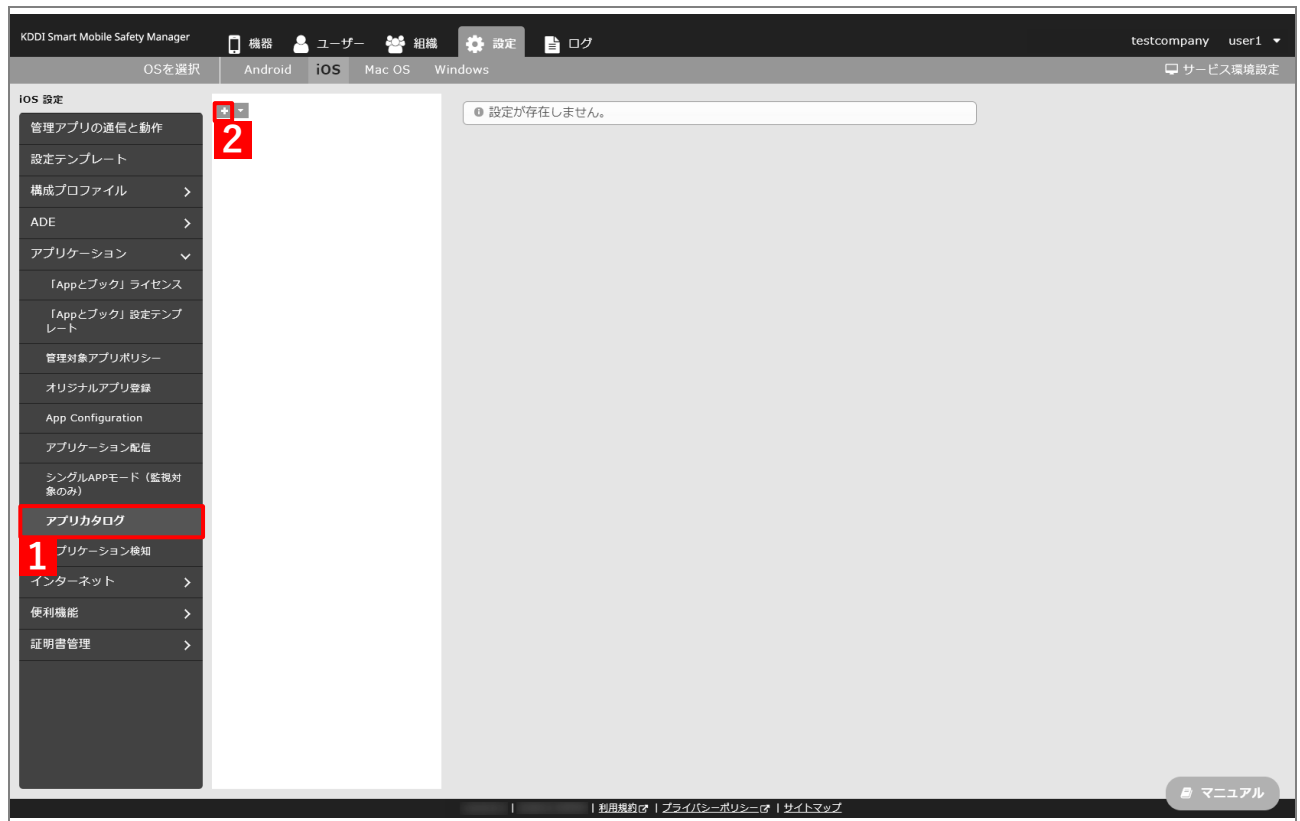 KDDI Smart Mobile Safety Manager
機器
ユーザー
組織
設定
ログ
testcompany user1
OSを選択
Android
iOS
Mac OS
Windows
サービス環境設定
iOS 設定
管理アプリの通信と動作
設定テンプレート
構成プロファイル
ADE
アプリケーション
「Appとブック」ライセンス
「Appとブック」設定テンプ
レート
管理対象アプリポリシー
オリジナルアプリ登録
App Configuration
アプリケーション配信
シングルAPPモード（監視対
象のみ）
アプリカタログ
1
プリケーション検知
インターネット
便利機能
証明書管理
2
設定が存在しません。
マニュアル
| | 利用規約 | プライバシーポリシー | サイトマップ